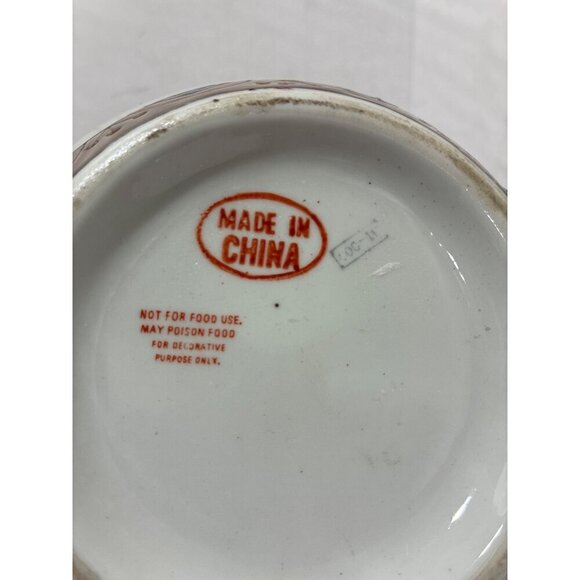 MADE IN
CHINA
NOT FOR FOOD USE.
MAY POISON FOOD
FOR DECORATIVE
PURPOSE ONLY.